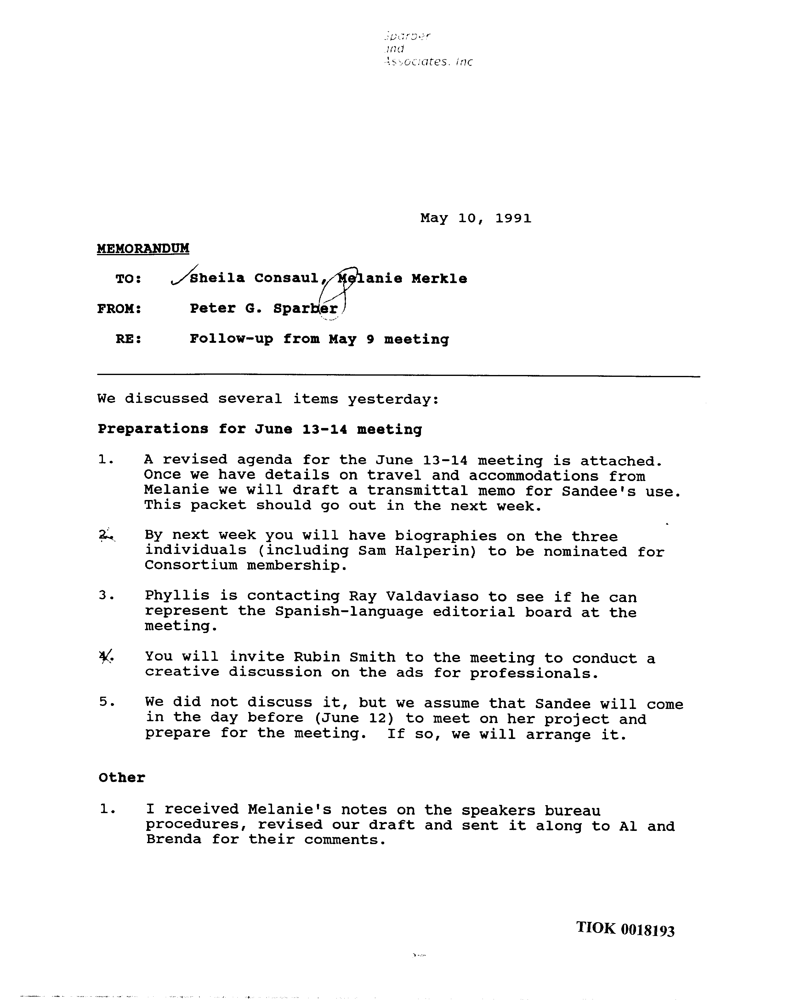 Sparber
and
Associates, Inc
May 10, 1991
MEMORANDUM
TO: Sheila Consaul, Melanie Merkle
FROM: Peter G. Sparber
RE: Follow-up from May 9 meeting
We discussed several items yesterday:
Preparations for June 13-14 meeting
1. A revised agenda for the June 13-14 meeting is attached.
Once we have details on travel and accommodations from
Melanie we will draft a transmittal memo for Sandee's use.
This packet should go out in the next week.
2. By next week you will have biographies on the three
individuals (including Sam Halperin) to be nominated for
Consortium membership.
3. Phyllis is contacting Ray Valdaviaso to see if he can
represent the Spanish-language editorial board at the
meeting.
4. You will invite Rubin Smith to the meeting to conduct a
creative discussion on the ads for professionals.
5. We did not discuss it, but we assume that Sandee will come
in the day before (June 12) to meet on her project and
prepare for the meeting. If so, we will arrange it.
Other
1. I received Melanie's notes on the speakers bureau
procedures, revised our draft and sent it along to Al and
Brenda for their comments.
TIOK 0018193